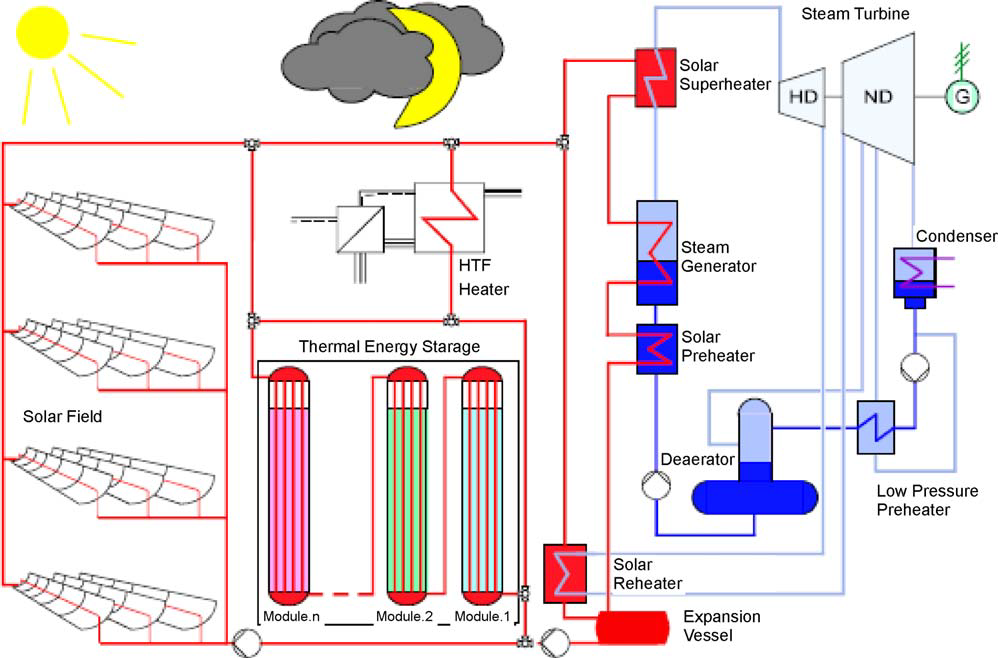 Steam Turbine
Solar
Superheater
HD
ND
G
Steam
Generator
Condenser
HTF
Heater
Solar
Preheater
Thermal Energy Starage
Solar Field
Deaerator
Low Pressure
Preheater
Solar
Reheater
Module.n
Module.2
Module.1
Expansion
Vessel